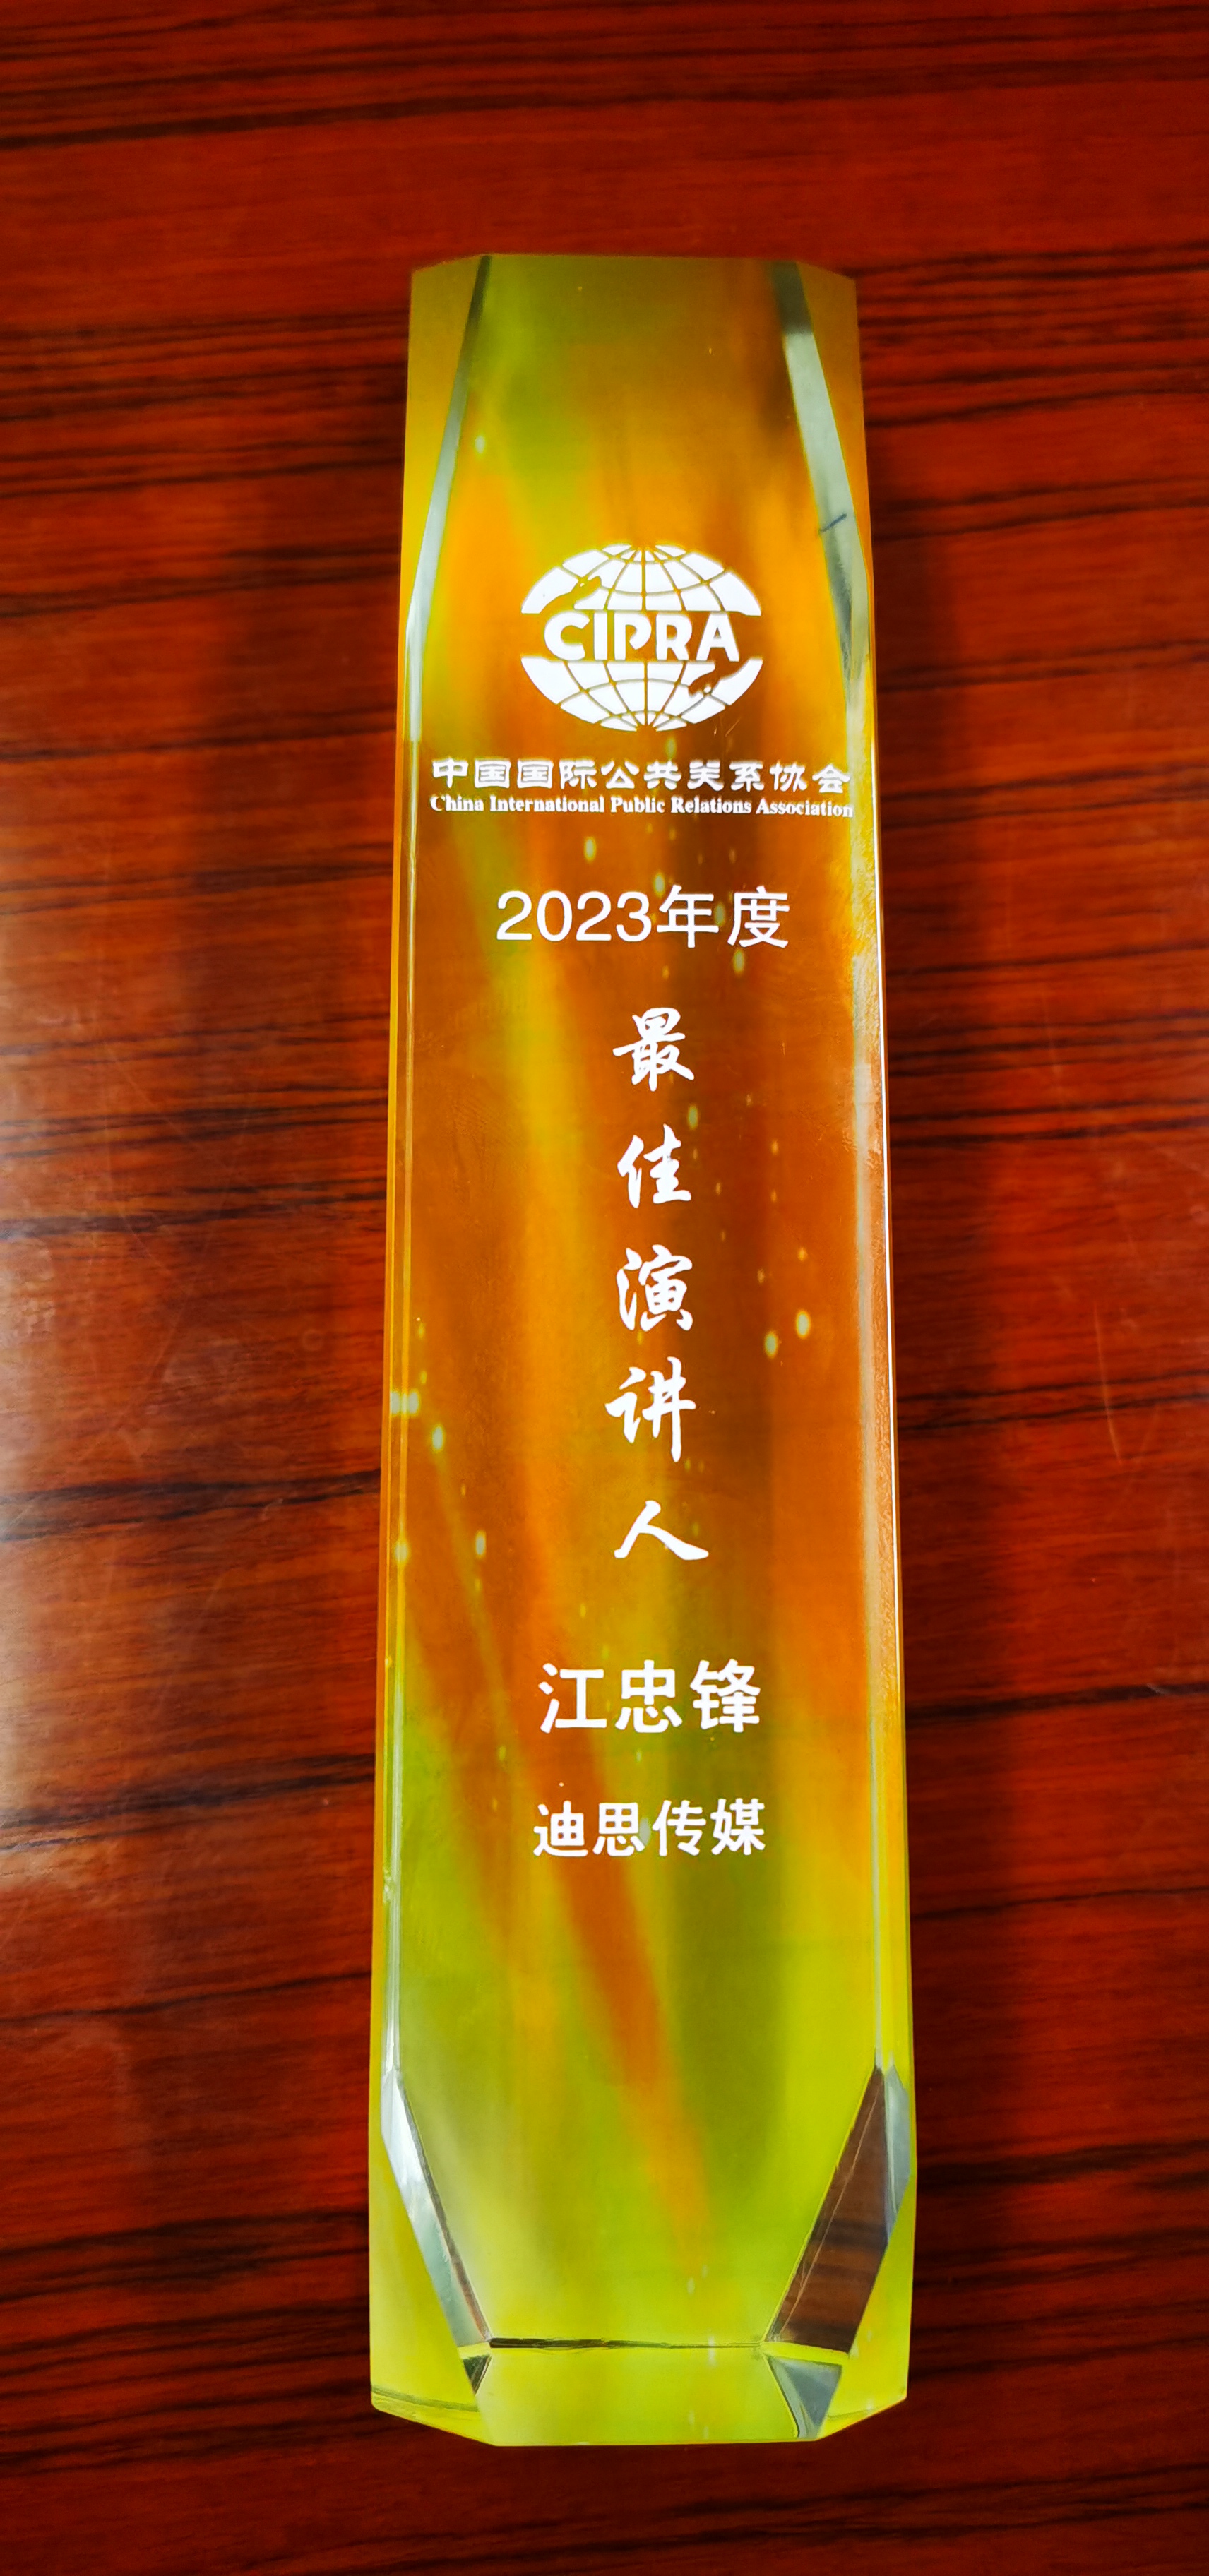 CIPRA
中国国际公共关系协会
China International Public Relations Association
2023年度
最佳演讲人
江忠锋
迪思传媒